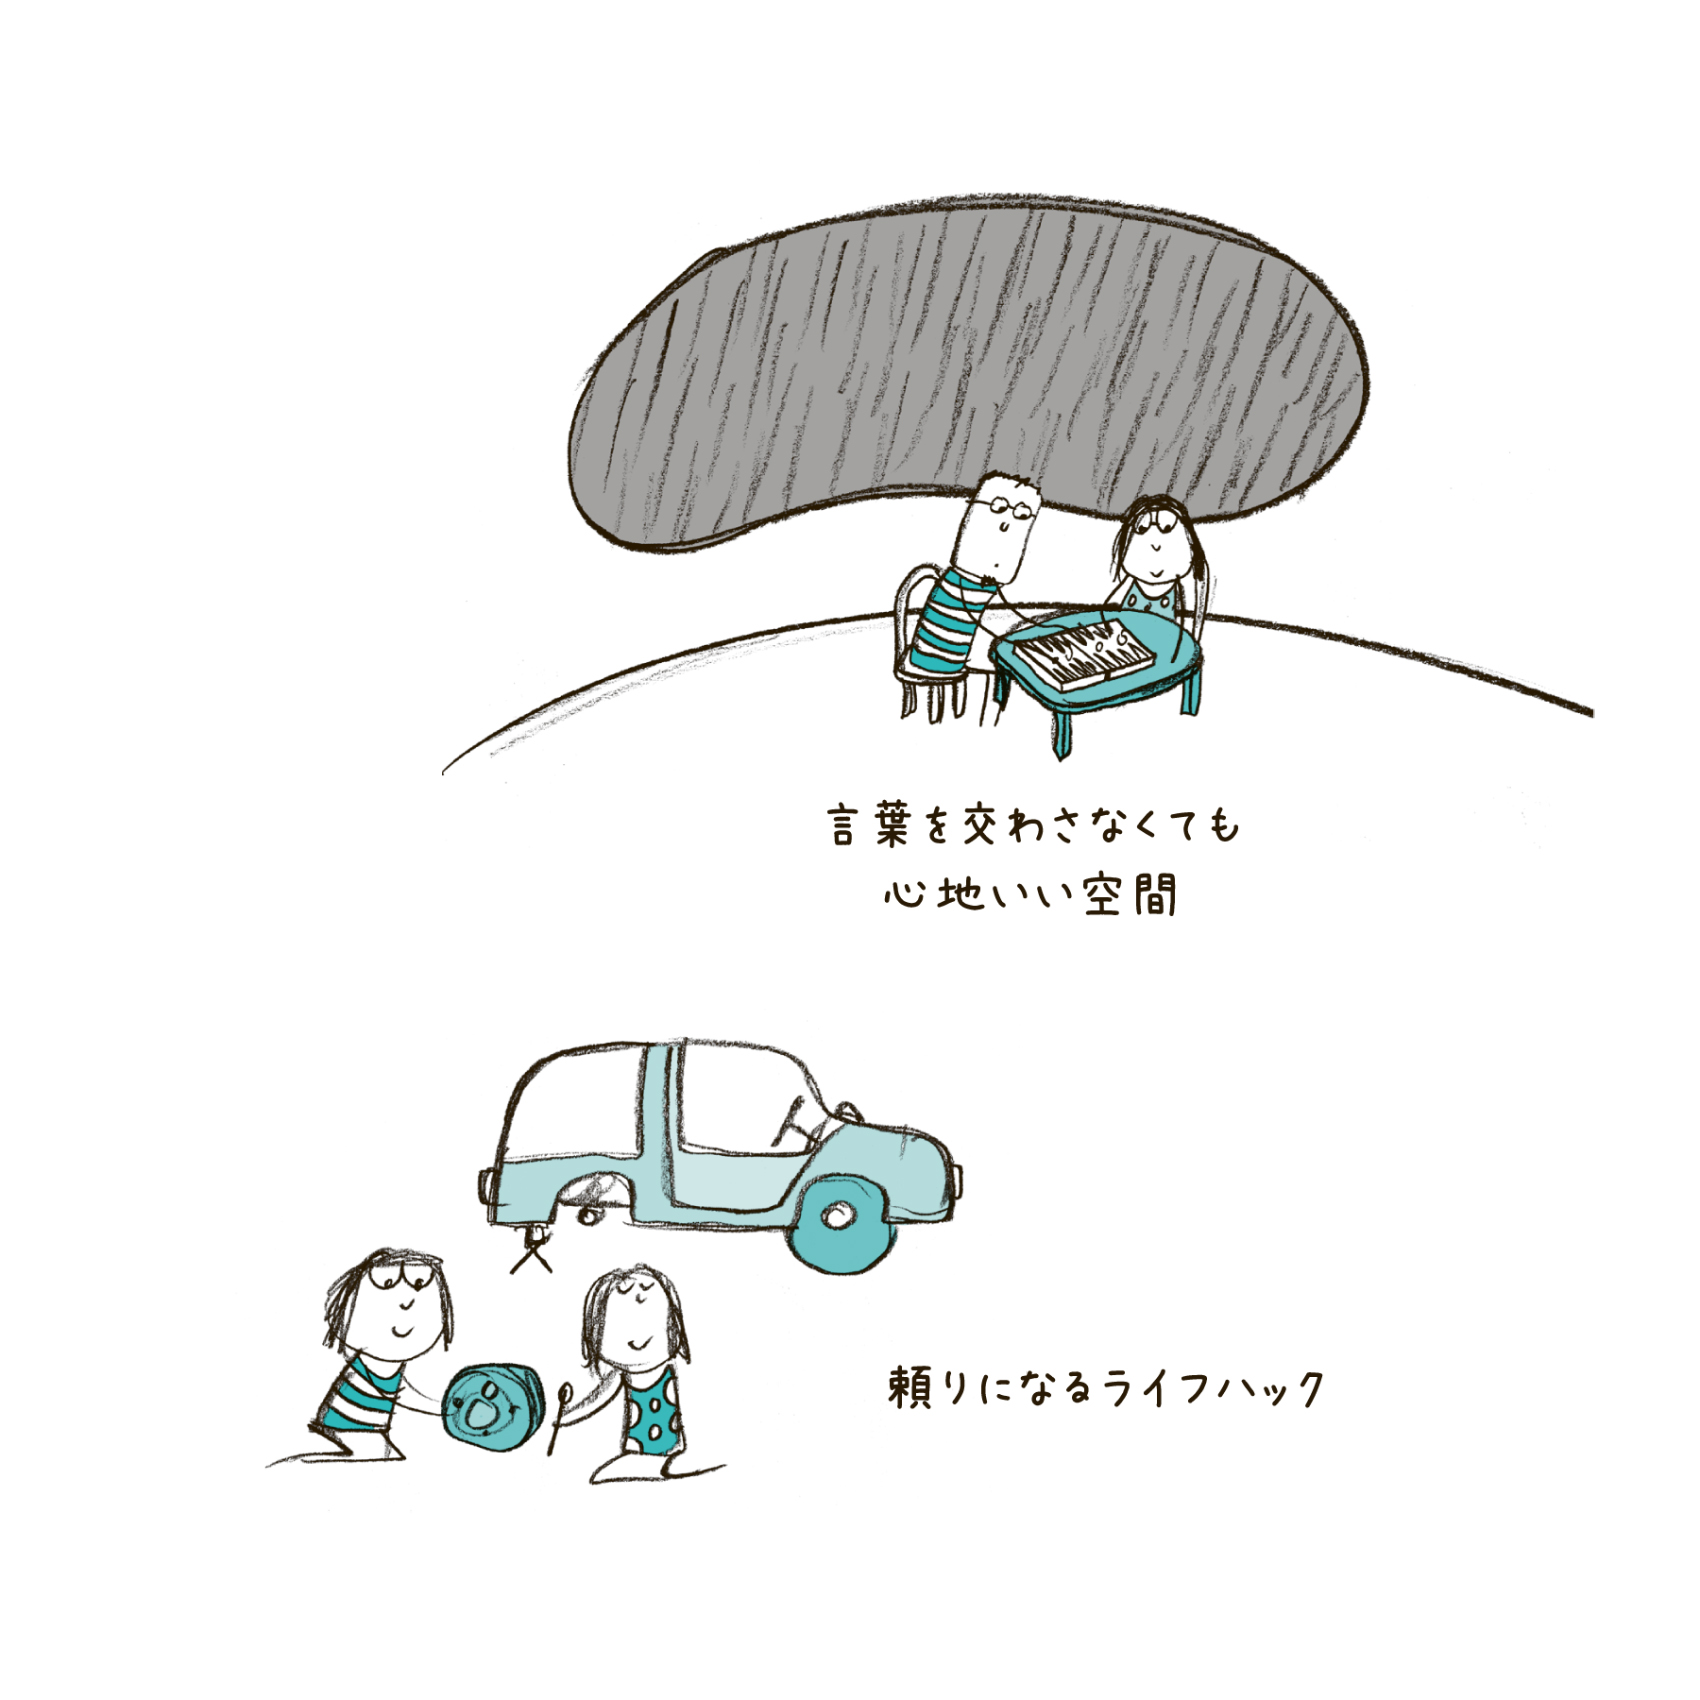 言葉を交わさなくても
心地いい空間
頼りになるライフハック